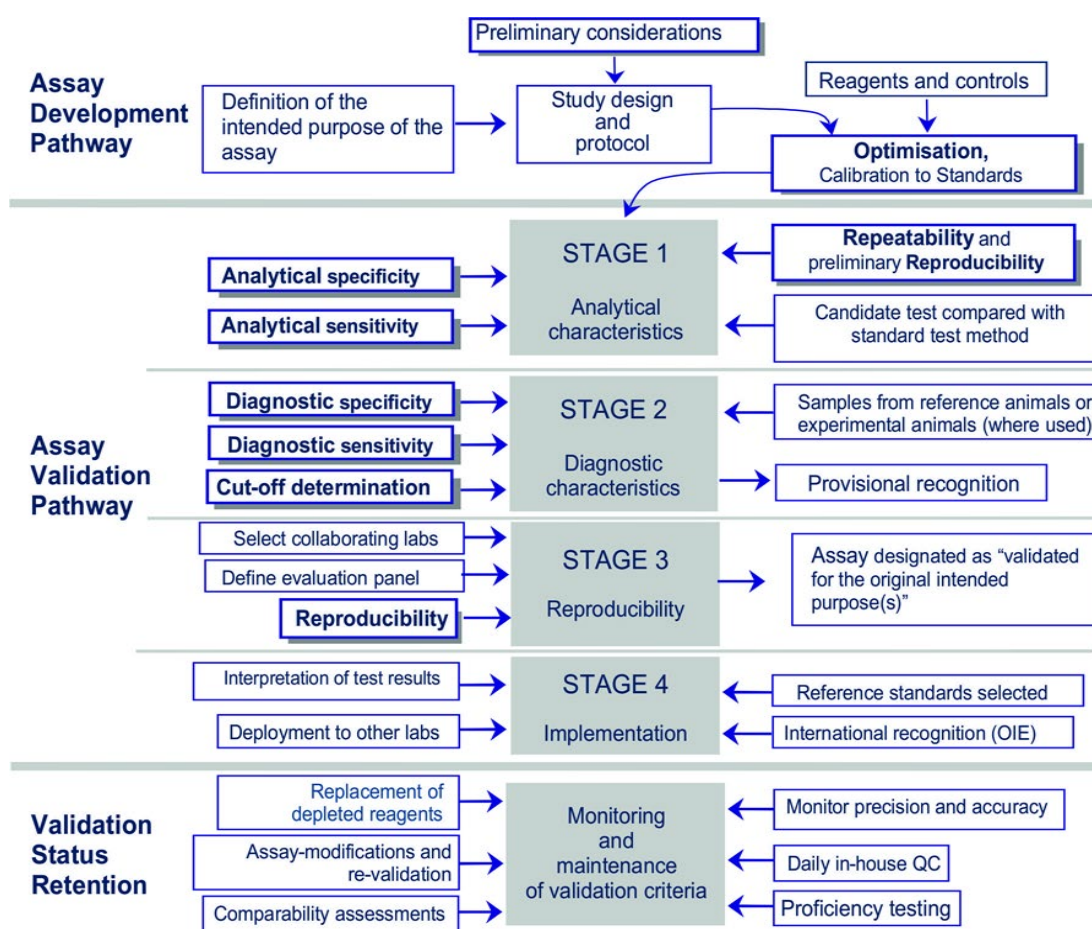 Preliminary considerations
Assay
Development
Pathway
Definition of the
intended purpose of the
assay
Study design
and
protocol
Reagents and controls
Optimisation,
Calibration to Standards
Assay
Validation
Pathway
STAGE 1
Analytical
characteristics
Analytical specificity
Analytical sensitivity
Repeatability and
preliminary Reproducibility
Candidate test compared with
standard test method
STAGE 2
Diagnostic
characteristics
Diagnostic specificity
Diagnostic sensitivity
Cut-off determination
Samples from reference animals or
experimental animals (where used)
Provisional recognition
STAGE 3
Reproducibility
Select collaborating labs
Define evaluation panel
Reproducibility
Assay designated as “validated
for the original intended
purpose(s)”
STAGE 4
Implementation
Interpretation of test results
Deployment to other labs
Reference standards selected
International recognition (OIE)
Validation
Status
Retention
Replacement of
depleted reagents
Assay-modifications and
re-validation
Comparability assessments
Monitoring
and
maintenance
of validation criteria
Monitor precision and accuracy
Daily in-house QC
Proficiency testing